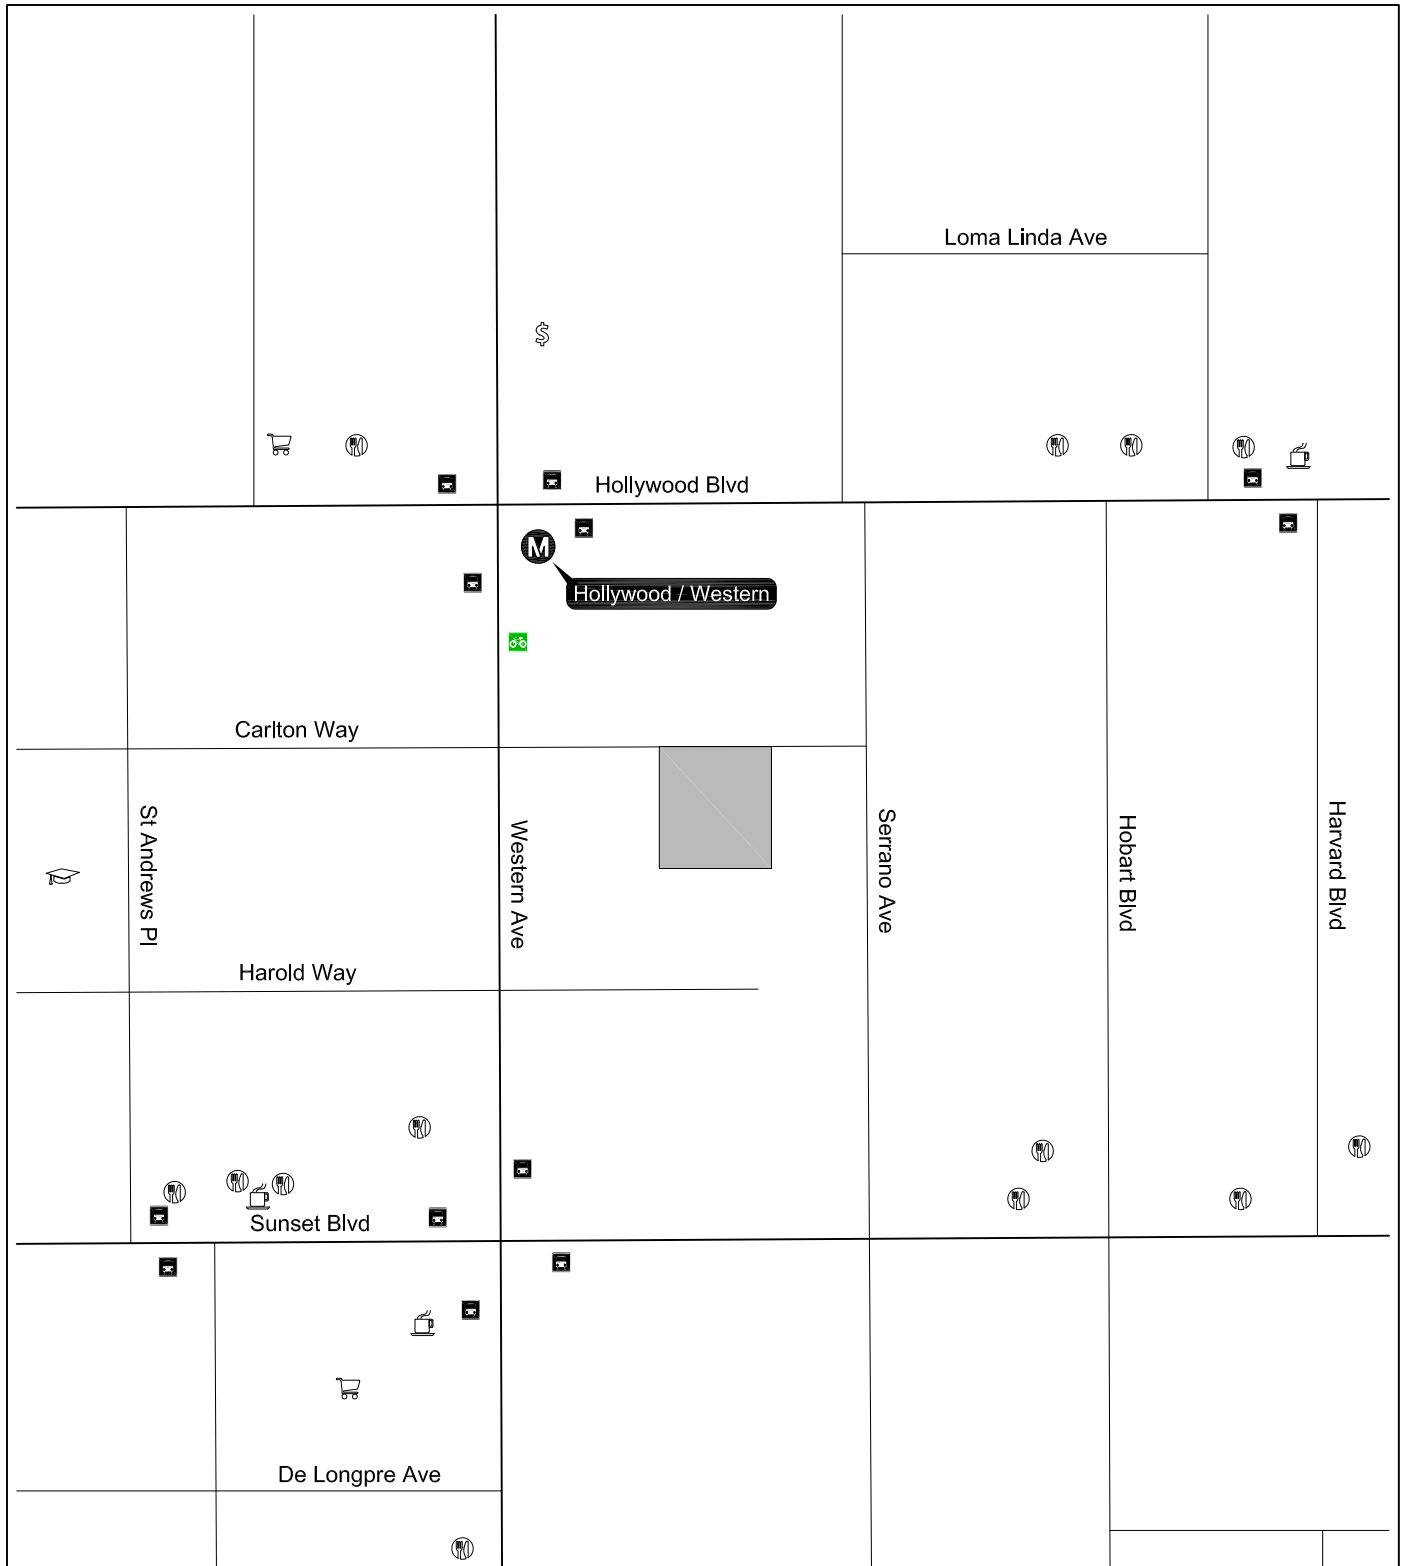 Loma Linda Ave
$
Hollywood Blvd
M
Hollywood / Western
Carlton Way
St Andrews Pl
Western Ave
Serrano Ave
Hobart Blvd
Harvard Blvd
Harold Way
Sunset Blvd
De Longpre Ave